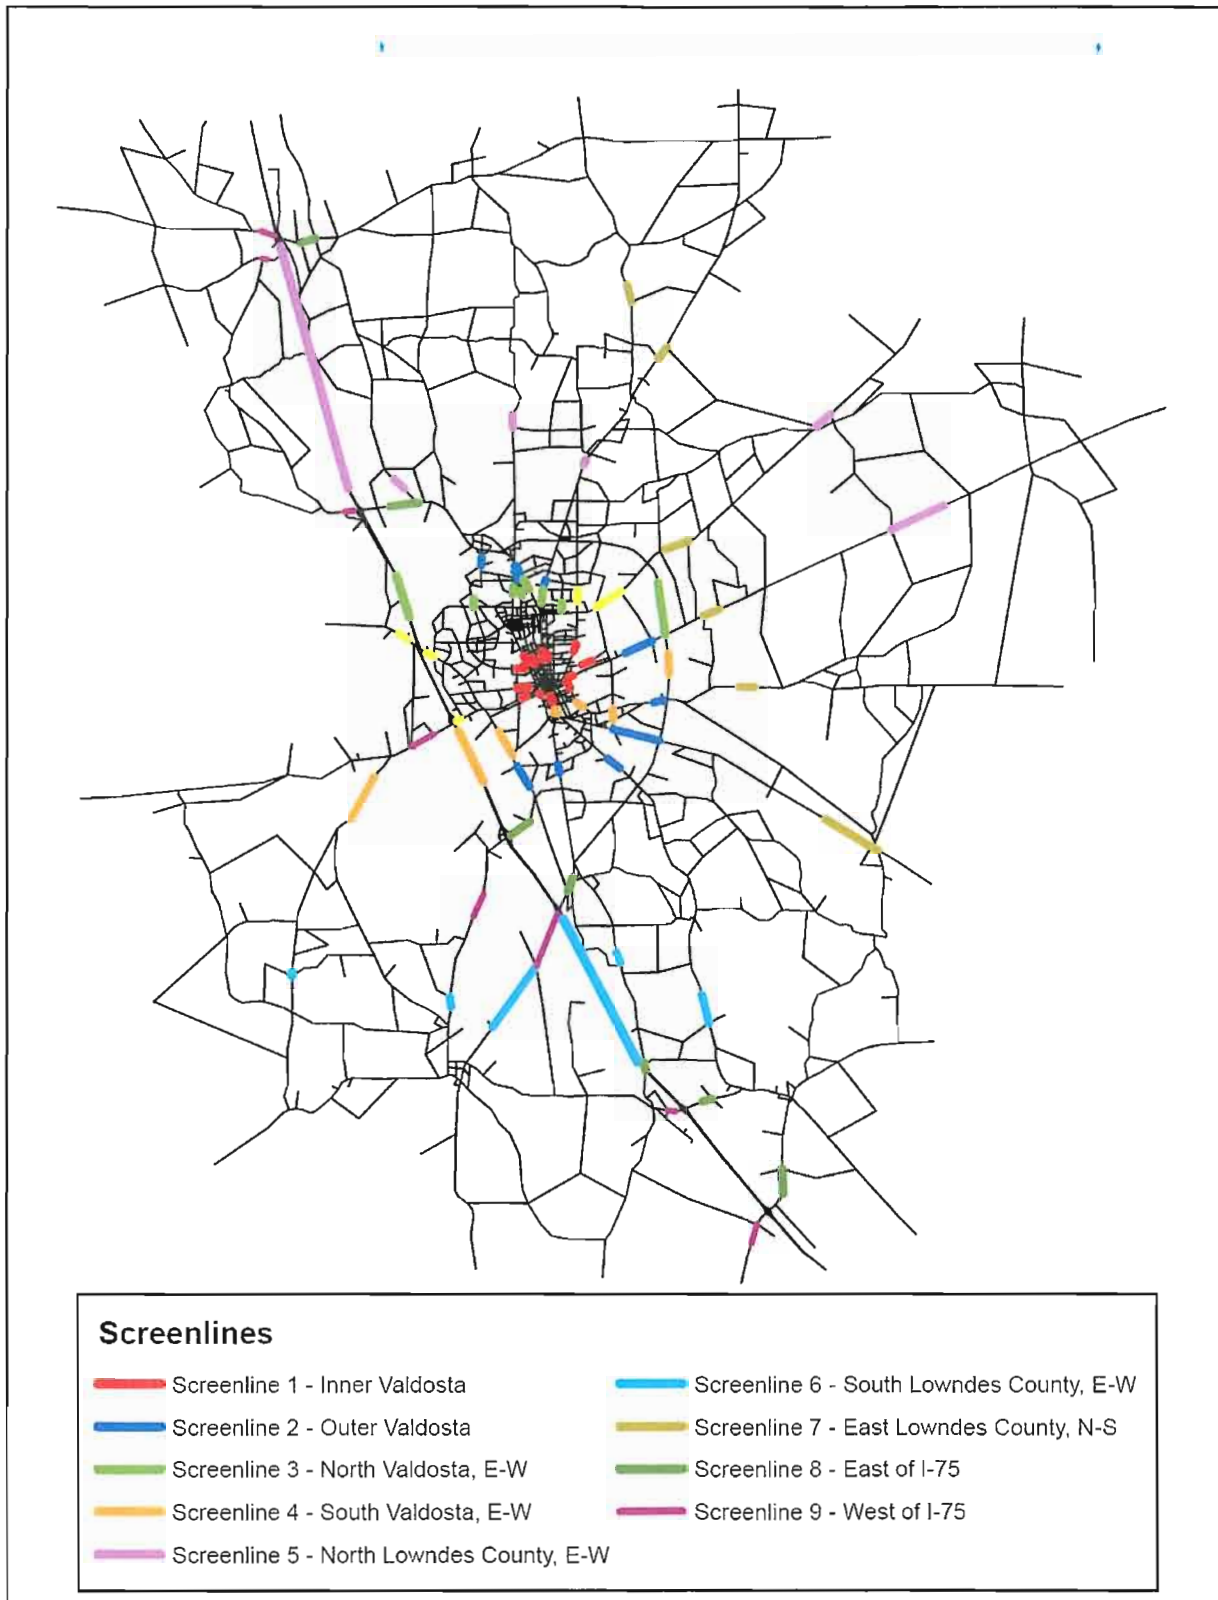 Screenlines
Screenline 1 - Inner Valdosta
Screenline 2 - Outer Valdosta
Screenline 3 - North Valdosta, E-W
Screenline 4 - South Valdosta, E-W
Screenline 5 - North Lowndes County, E-W
Screenline 6 - South Lowndes County, E-W
Screenline 7 - East Lowndes County, N-S
Screenline 8 - East of I-75
Screenline 9 - West of I-75